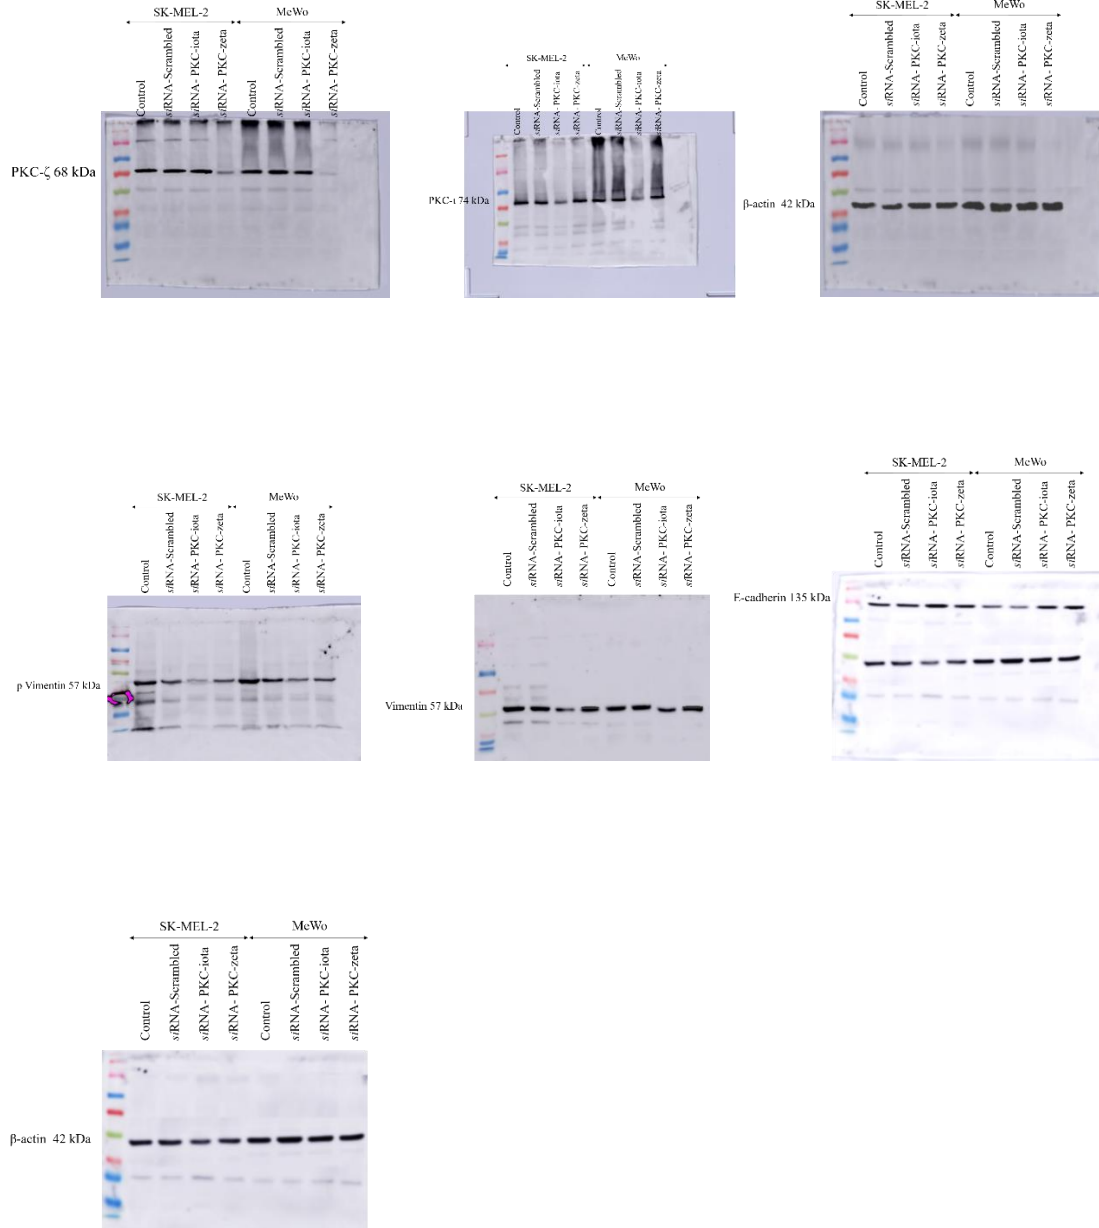 SK-MEL-2 MeWo
Control
siRNA-Scrambled
siRNA- PKC-iota
siRNA- PKC-zeta
Control
siRNA-Scrambled
siRNA- PKC-iota
siRNA- PKC-zeta
PKC-ζ 68 kDa
SK-MEL-2 MeWo
Control
siRNA-Scrambled
siRNA- PKC-iota
siRNA- PKC-zeta
Control
siRNA-Scrambled
siRNA- PKC-iota
siRNA- PKC-zeta
PKC-ι 74 kDa
SK-MEL-2 MeWo
Control
siRNA-Scrambled
siRNA- PKC-iota
siRNA- PKC-zeta
Control
siRNA-Scrambled
siRNA- PKC-iota
siRNA- PKC-zeta
β-actin 42 kDa
SK-MEL-2 MeWo
Control
siRNA-Scrambled
siRNA- PKC-iota
siRNA- PKC-zeta
Control
siRNA-Scrambled
siRNA- PKC-iota
siRNA- PKC-zeta
p Vimentin 57 kDa
SK-MEL-2 MeWo
Control
siRNA-Scrambled
siRNA- PKC-iota
siRNA- PKC-zeta
Control
siRNA-Scrambled
siRNA- PKC-iota
siRNA- PKC-zeta
Vimentin 57 kDa
SK-MEL-2 MeWo
Control
siRNA-Scrambled
siRNA- PKC-iota
siRNA- PKC-zeta
Control
siRNA-Scrambled
siRNA- PKC-iota
siRNA- PKC-zeta
E-cadherin 135 kDa
SK-MEL-2 MeWo
Control
siRNA-Scrambled
siRNA- PKC-iota
siRNA- PKC-zeta
Control
siRNA-Scrambled
siRNA- PKC-iota
siRNA- PKC-zeta
β-actin 42 kDa